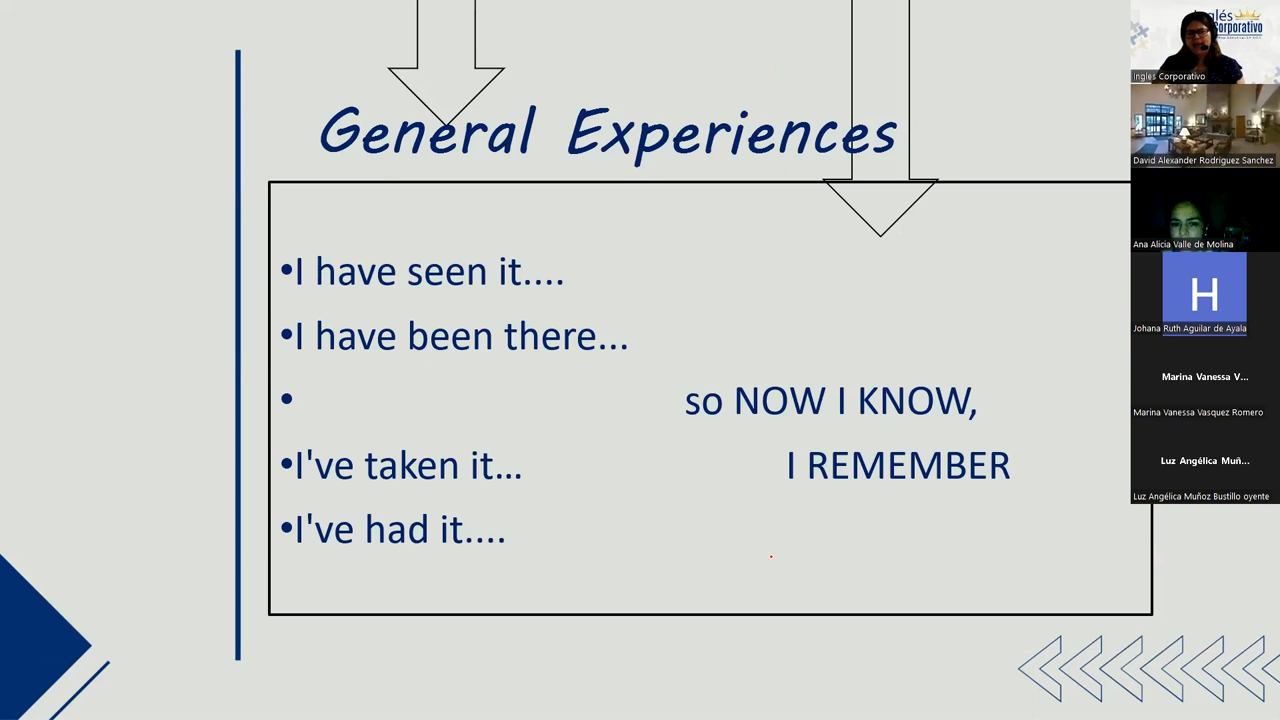 General Experiences
•I have seen it....
•I have been there...
• so NOW I KNOW,
•I've taken it... I REMEMBER
•I've had it....
Inglés
Corporativo
Ingles Corporativo
David Alexander Rodriguez Sanchez
Ana Alicia Valle de Molina
H
Johana Ruth Aguilar de Ayala
Marina Vanessa V...
Marina Vanessa Vasquez Romero
Luz Angélica Muñ...
Luz Angélica Muñoz Bustillo oyente